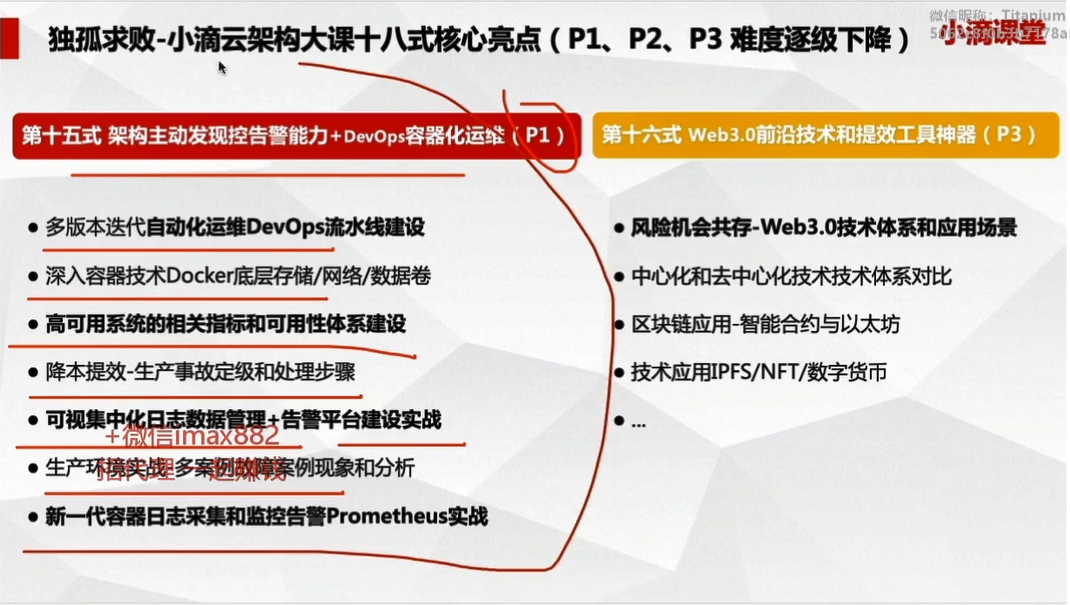 微信昵称：Titanium
小滴课堂
独孤求败-小滴云架构大课十八式核心亮点（P1、P2、P3 难度逐级下降）
第十五式 架构主动发现控告警能力+DevOps容器化运维（P1）
多版本迭代自动化运维DevOps流水线建设
深入容器技术Docker底层存储/网络/数据卷
高可用系统的相关指标和可用性体系建设
降本提效-生产事故定级和处理步骤
可视集中化日志数据管理+告警平台建设实战
+微信imax882
生产环境实战-多案例故障案例现象和分析
招代理 一起赚钱
新一代容器日志采集和监控告警Prometheus实战
第十六式 Web3.0前沿技术和提效工具神器（P3）
风险机会共存-Web3.0技术体系和应用场景
中心化和去中心化技术技术体系对比
区块链应用-智能合约与以太坊
技术应用IPFS/NFT/数字货币
...